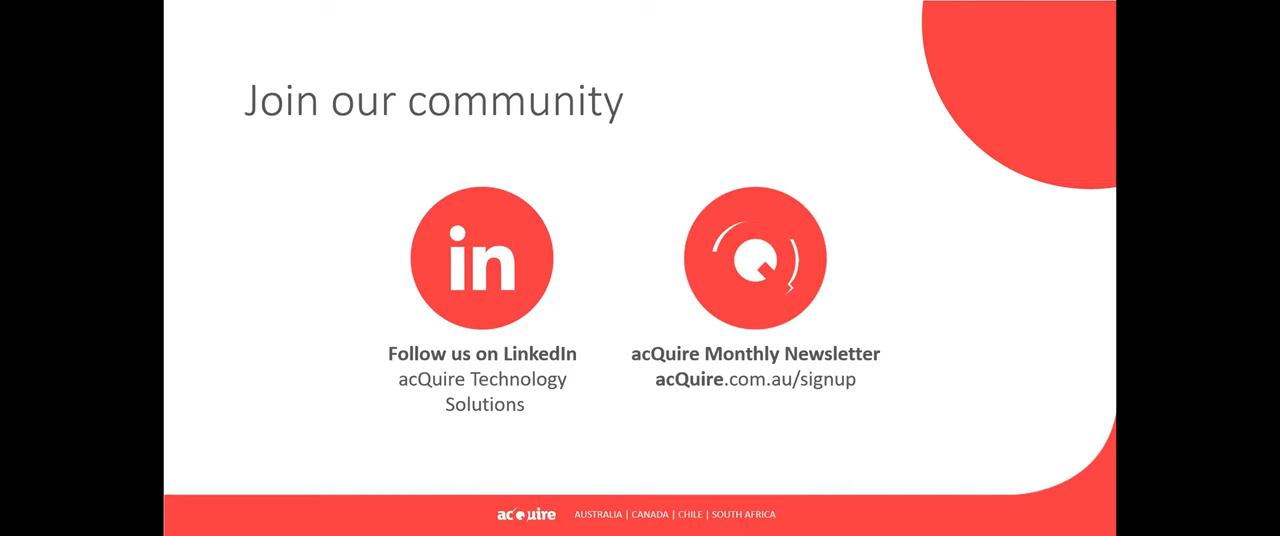 Join our community
in
Follow us on LinkedIn
acQuire Technology
Solutions
Q
acQuire Monthly Newsletter
acQuire.com.au/signup
acQuire AUSTRALIA | CANADA | CHILE | SOUTH AFRICA